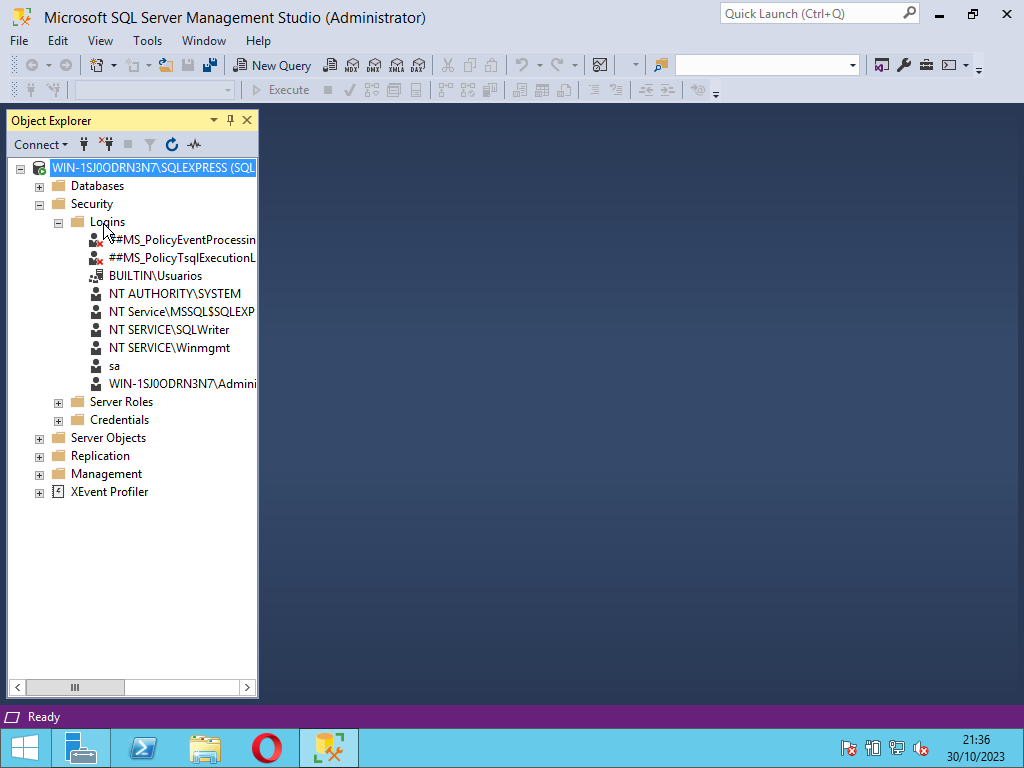 Microsoft SQL Server Management Studio (Administrator)
Quick Launch (Ctrl+Q)
File Edit View Tools Window Help
New Query
MDX DMX XMLA DAX
Execute
Object Explorer
Connect
WIN-1SJ0ODRN3N7\SQLEXPRESS (SQL
Databases
Security
Logins
##MS_PolicyEventProcessin
##MS_PolicyTsqlExecutionL
BUILTIN\Usuarios
NT AUTHORITY\SYSTEM
NT Service\MSSQL$SQLEXP
NT SERVICE\SQLWriter
NT SERVICE\Winmgmt
sa
WIN-1SJ0ODRN3N7\Admini
Server Roles
Credentials
Server Objects
Replication
Management
XEvent Profiler
Ready
21:36
30/10/2023